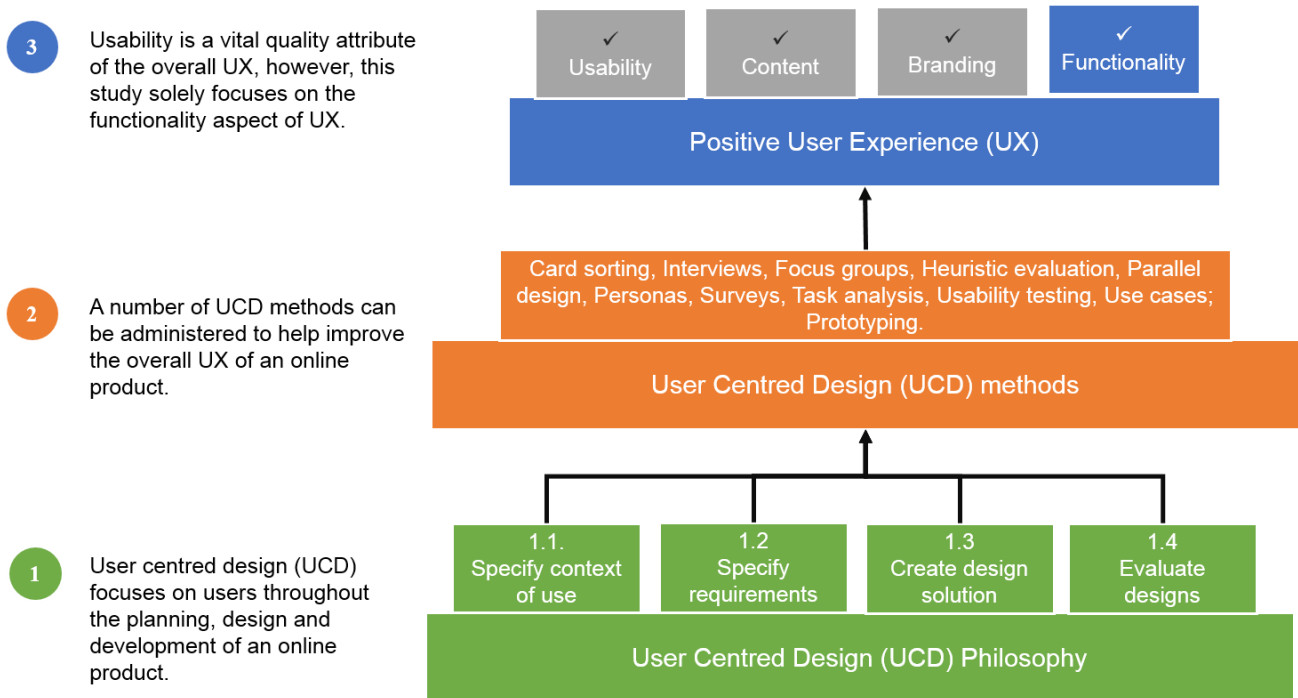 3
Usability is a vital quality attribute
of the overall UX, however, this
study solely focuses on the
functionality aspect of UX.
✓
Usability
✓
Content
✓
Branding
✓
Functionality
Positive User Experience (UX)
2
A number of UCD methods can
be administered to help improve
the overall UX of an online
product.
Card sorting, Interviews, Focus groups, Heuristic evaluation, Parallel
design, Personas, Surveys, Task analysis, Usability testing, Use cases;
Prototyping.
User Centred Design (UCD) methods
1
User centred design (UCD)
focuses on users throughout
the planning, design and
development of an online
product.
1.1.
Specify context
of use
1.2
Specify
requirements
1.3
Create design
solution
1.4
Evaluate
designs
User Centred Design (UCD) Philosophy